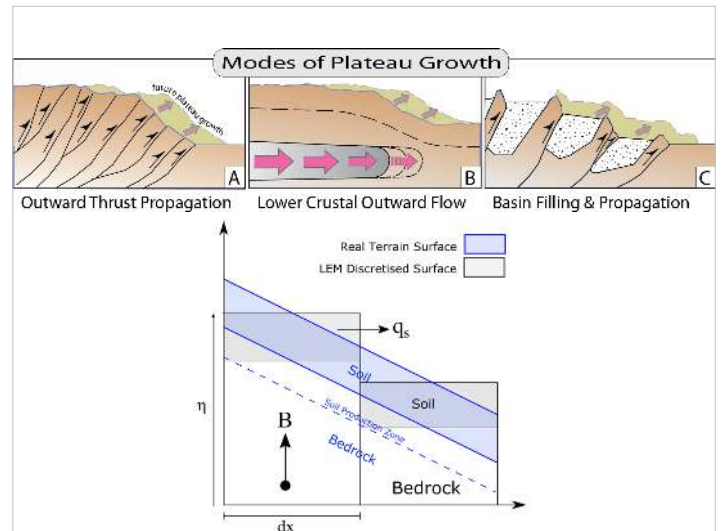 Modes of Plateau Growth
future plateau growth
A
B
C
Outward Thrust Propagation
Lower Crustal Outward Flow
Basin Filling & Propagation
Real Terrain Surface
LEM Discretised Surface
qs
Soil
Soil
η
Soil Production Zone
B
Bedrock
Bedrock
dx